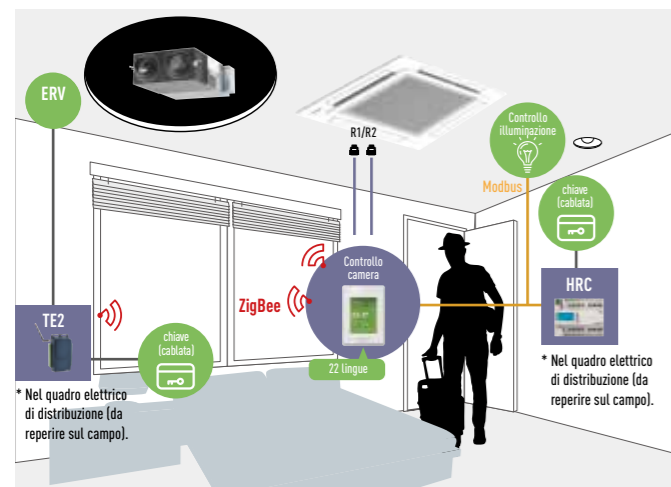 ERV
R1/R2
Controllo
illuminazione
Modbus
chiave
(cablata)
Controllo
camera
ZigBee
HRC
TE2
chiave
(cablata)
22 lingue
* Nel quadro elettrico
di distribuzione (da
reperire sul campo).
* Nel quadro elettrico
di distribuzione (da
reperire sul campo).